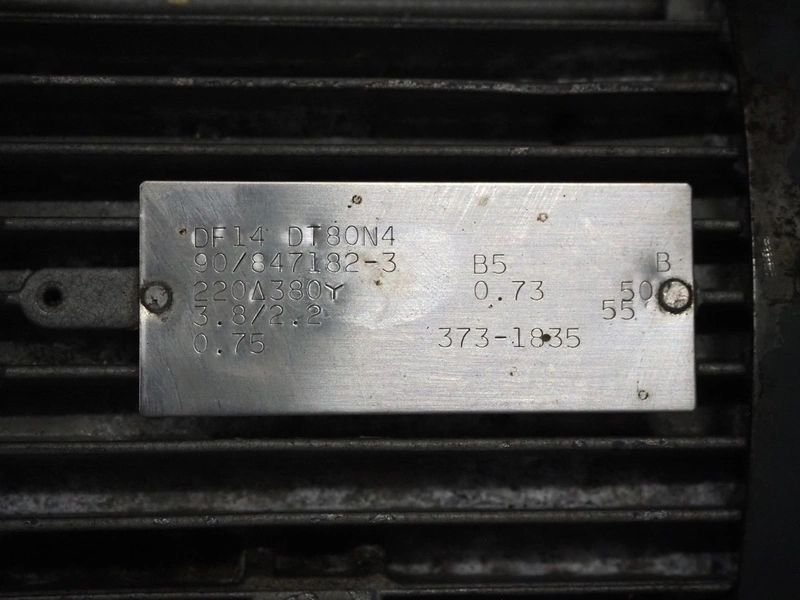 DF14 DT80N4
90/847182-3 B5 B
220Δ380Y 0.73 50
3.8/2.2 55
0.75 373-1835